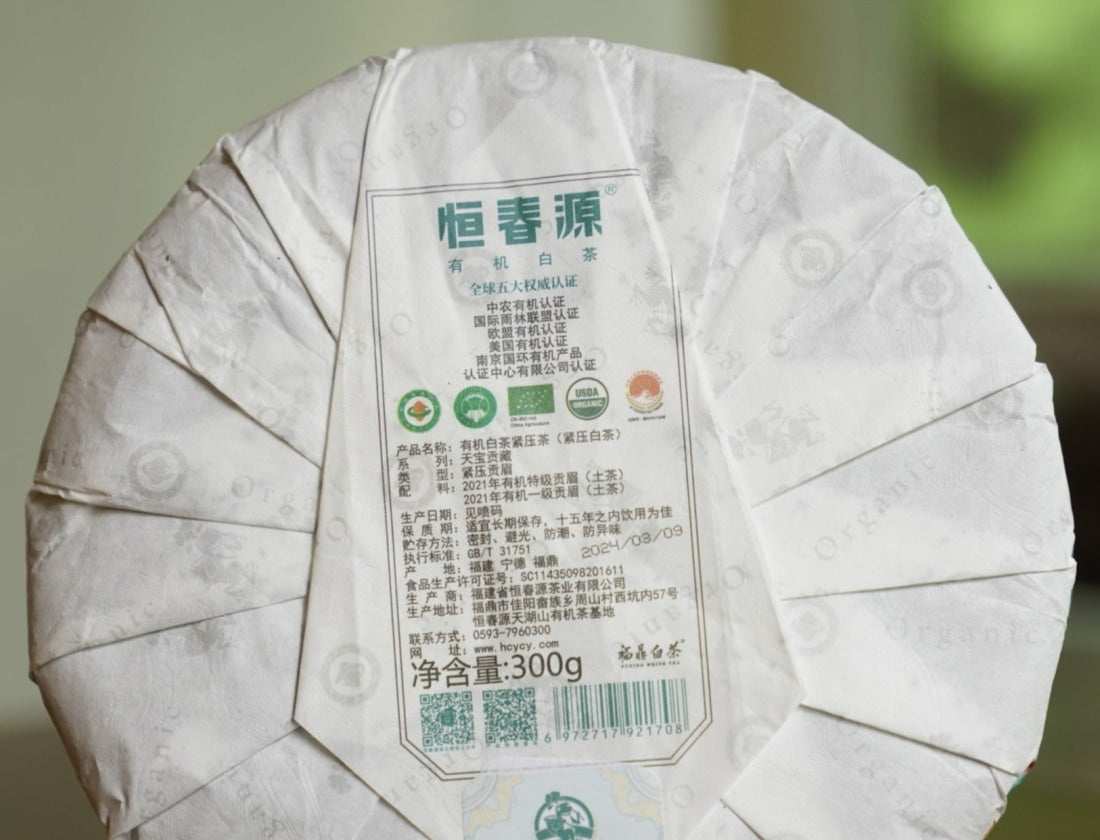 恒春源®
有机白茶
全球五大权威认证
中农有机认证
国际雨林联盟认证
欧盟有机认证
美国有机认证
南京国环有机产品
认证中心有限公司认证
USDA
ORGANIC
China Agriculture
产品名称：有机白茶紧压茶（紧压白茶）
系列：天宝贡藏
类型：紧压贡眉
配料：2021年有机特级贡眉（土茶）
2021年有机一级贡眉（土茶）
生产日期：见喷码
保质期：适宜长期保存，十五年之内饮用为佳
贮存方法：密封、避光、防潮、防异味
执行标准：GB/T 31751
2024/03/09
产地：福建 宁德 福鼎
食品生产许可证号：SC11435098201611
生产商：福建省恒春源茶业有限公司
生产地址：福鼎市佳阳畲族乡周山村西坑内57号
恒春源天湖山有机茶基地
联系方式：0593-7960300
网址：www.hcycy.com
净含量:300g
福鼎白茶
FUDING WHITE TEA
6 972717 921708
Organic
Organic
Organic
Organic